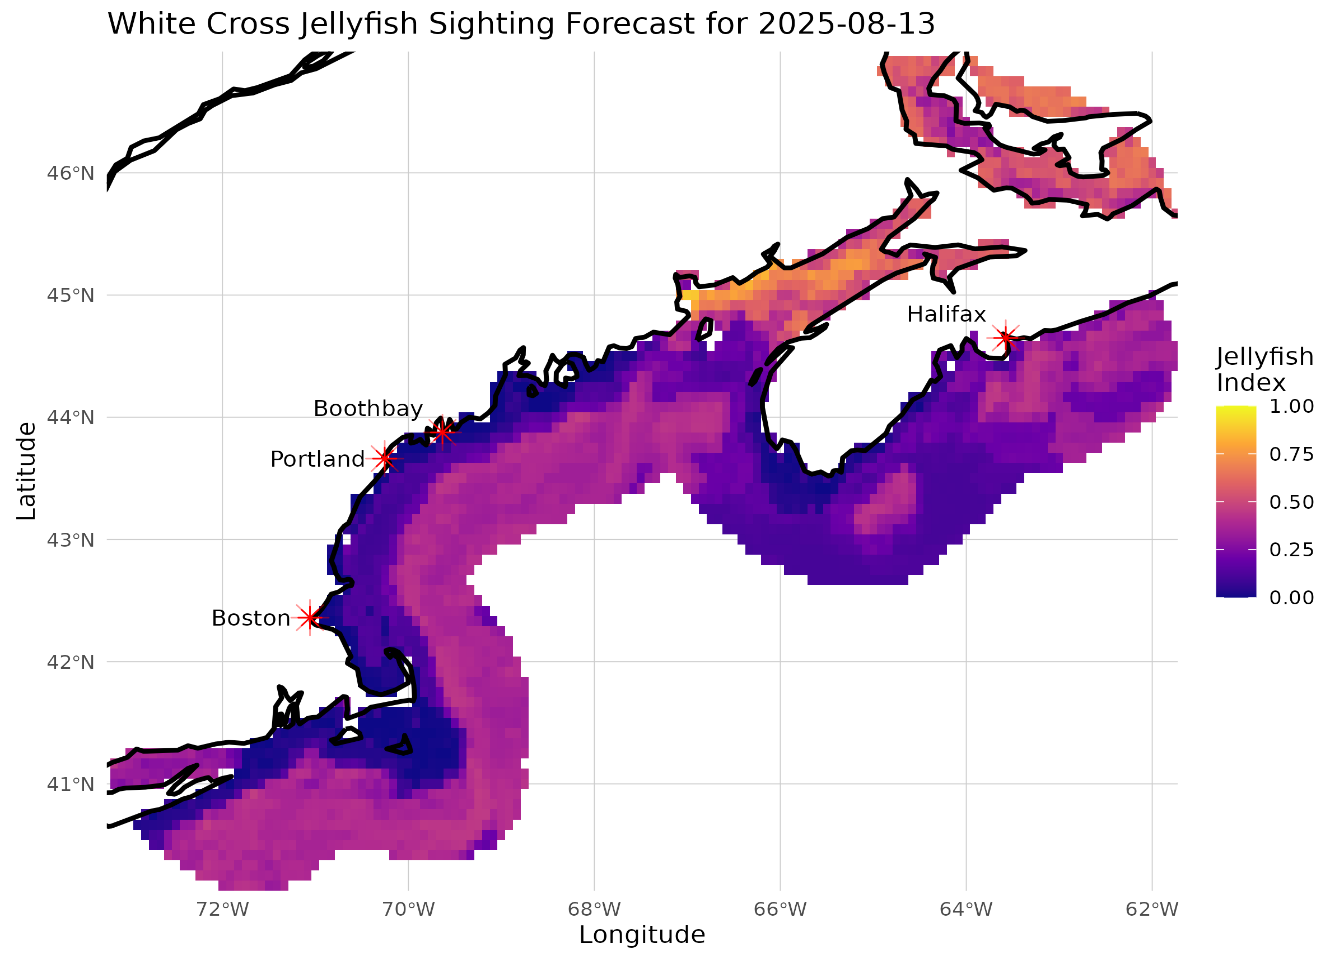 White Cross Jellyfish Sighting Forecast for 2025-08-13
46°N
45°N
44°N
43°N
42°N
41°N
Latitude
Halifax
Boothbay
Portland
Boston
72°W
70°W
68°W
66°W
64°W
62°W
Longitude
Jellyfish
Index
1.00
0.75
0.50
0.25
0.00